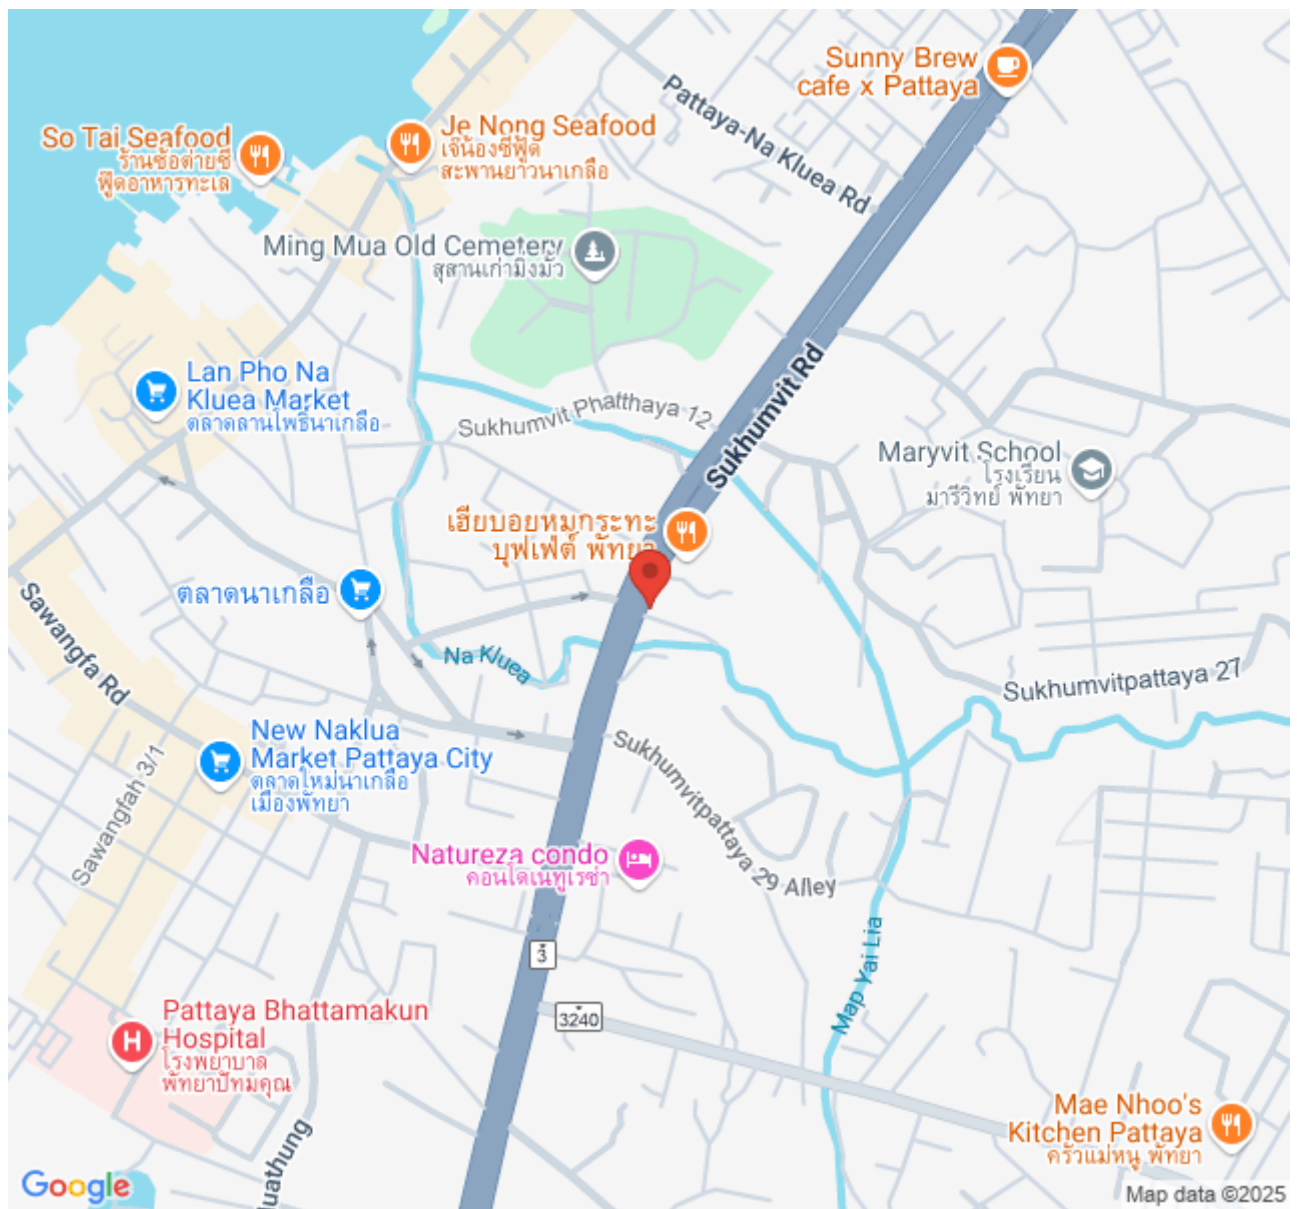 Sunny Brew
cafe x Pattaya
Pattaya-Na Kluea Rd
So Tai Seafood
ร้านซ้อต่ายซี
ฟู๊ดอาหารทะเล
Je Nong Seafood
เจ๊น้องซีฟู้ด
สะพานยาวนาเกลือ
Ming Mua Old Cemetery
สุสานเก่ามิ่งมั่ว
Sukhumvit Rd
Lan Pho Na
Kluea Market
ตลาดลานโพธิ์นาเกลือ
Sukhumvit Phatthaya 12
Maryvit School
โรงเรียน
มารีวิทย์ พัทยา
เฮียบอยหมูกระทะ
บุฟเฟ่ต์ พัทยา
ตลาดนาเกลือ
Sawangfa Rd
Na Kluea
Sukhumvitpattaya 27
New Naklua
Market Pattaya City
ตลาดใหม่นาเกลือ
เมืองพัทยา
Sawangfah 3/1
Sukhumvitpattaya 29 Alley
Natureza condo
คอนโดเนทูเรซ่า
Map Yai Lia
3
3240
Pattaya Bhattamakun
Hospital
โรงพยาบาล
พัทยาปัทมคุณ
H
Mae Nhoo's
Kitchen Pattaya
ครัวแม่หนู พัทยา
uathung
Google
Map data ©2025